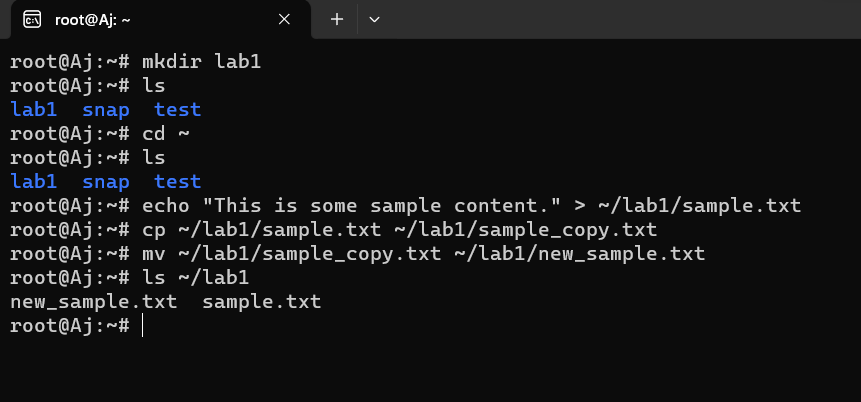 root@Aj: ~
root@Aj:~# mkdir lab1
root@Aj:~# ls
lab1  snap  test
root@Aj:~# cd ~
root@Aj:~# ls
lab1  snap  test
root@Aj:~# echo "This is some sample content." > ~/lab1/sample.txt
root@Aj:~# cp ~/lab1/sample.txt ~/lab1/sample_copy.txt
root@Aj:~# mv ~/lab1/sample_copy.txt ~/lab1/new_sample.txt
root@Aj:~# ls ~/lab1
new_sample.txt  sample.txt
root@Aj:~#